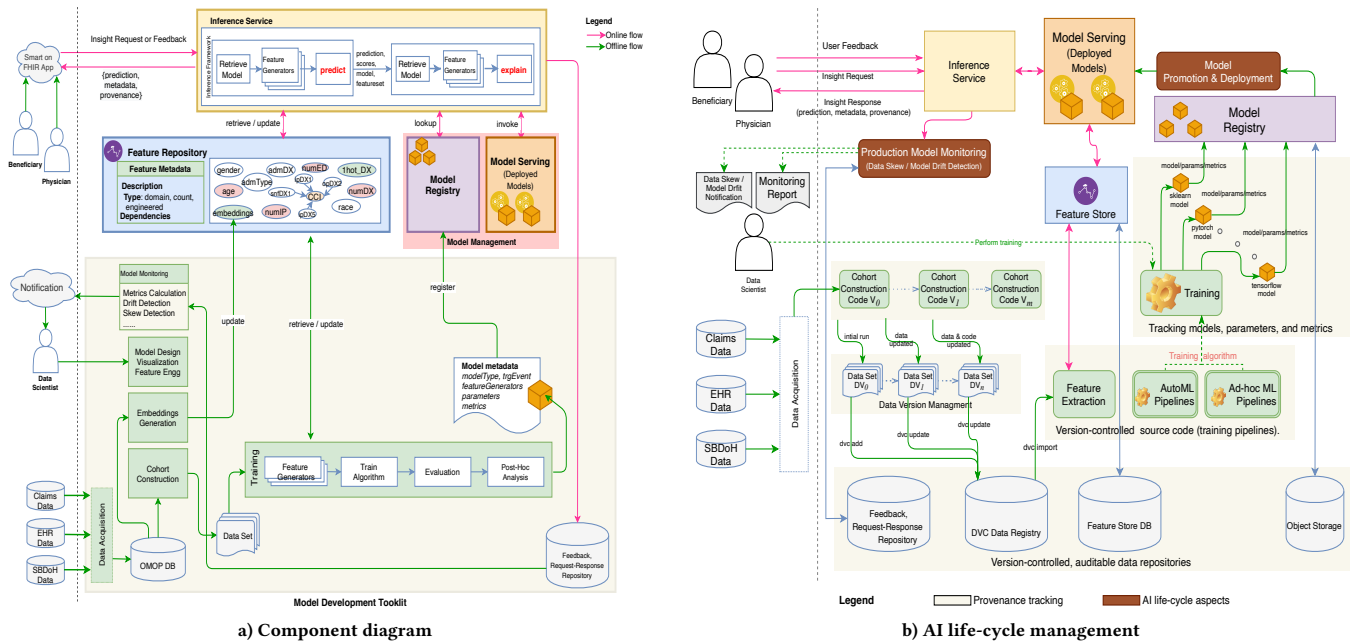 Inference Service
Legend
Online flow
Offline flow
Insight Request or Feedback
Smart on
FHIR App
{prediction,
metadata,
provenance}
Inference Framework
Retrieve
Model
Feature
Generators
predict
prediction,
scores,
model,
featureset
Retrieve
Model
Feature
Generators
explain
Beneficiary
Physician
retrieve / update
lookup
invoke
Feature Repository
Feature Metadata
Description
Type: domain, count,
engineered
Dependencies
gender
admDX
numED
1hot_DX
admType
ipDX1
opDX2
age
snfDX1
CCI
numDX
embeddings
numIP
ipDX5
race
Model
Registry
Model Serving
(Deployed
Models)
Model Management
Notification
Data
Scientist
Model Monitoring
Metrics Calculation
Drift Detection
Skew Detection
......
Model Design
Visualization
Feature Engg
Embeddings
Generation
Cohort
Construction
update
retrieve / update
register
Model metadata
modelType, trgEvent
featureGenerators
parameters
metrics
Training
Feature
Generators
Train
Algorithm
Evaluation
Post-Hoc
Analysis
Claims
Data
EHR
Data
SBDoH
Data
Data Acquisition
OMOP DB
Data Set
Feedback,
Request-Response
Repository
Model Development Tooklit
a) Component diagram
Beneficiary
Physician
User Feedback
Insight Request
Insight Response
(prediction, metadata, provenance)
Inference
Service
Model Serving
(Deployed
Models)
Model
Promotion & Deployment
Model
Registry
Production Model Monitoring
(Data Skew / Model Drift Detection)
Data Skew /
Model Drfit
Notification
Monitoring
Report
Feature Store
model/params/metrics
sklearn
model
model/params/metrics
pytorch
model
model/params/metrics
tensorflow
model
Data
Scientist
Perform training
Training
Tracking models, parameters, and metrics
Cohort
Construction
Code V0
Cohort
Construction
Code V1
Cohort
Construction
Code Vm
intial run
data
updated
data & code
updated
Data Set
DV0
Data Set
DV1
Data Set
DVn
Data Version Managment
Claims
Data
EHR
Data
SBDoH
Data
Data Acquisition
Training algorithm
Feature
Extraction
AutoML
Pipelines
Ad-hoc ML
Pipelines
Version-controlled source code (training pipelines).
dvc add
dvc update
dvc update
dvc import
Feedback,
Request-Response
Repository
DVC Data Registry
Feature Store DB
Object Storage
Version-controlled, auditable data repositories
Legend
Provenance tracking
AI life-cycle aspects
b) AI life-cycle management